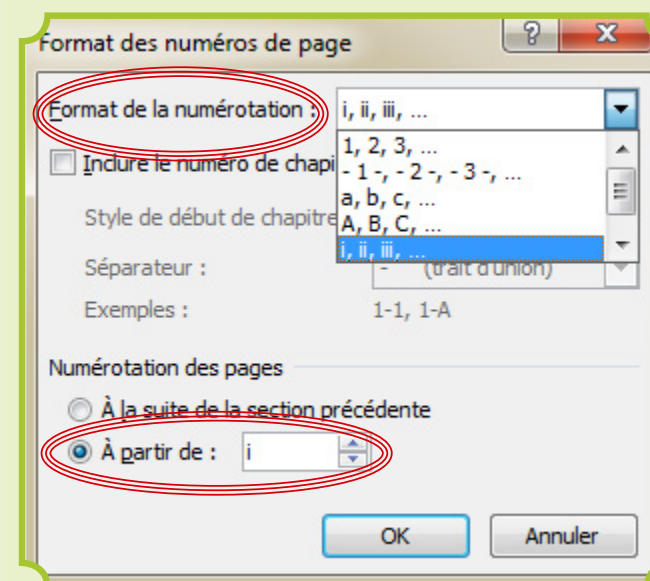 Format des numéros de page
Format de la numérotation : i, ii, iii, ...
1, 2, 3, ...
Inclure le numéro de chapi
- 1 -, - 2 -, - 3 -, ...
a, b, c, ...
Style de début de chapitre
A, B, C, ...
i, ii, iii, ...
Séparateur : - (trait d'union)
Exemples : 1-1, 1-A
Numérotation des pages
À la suite de la section précédente
À partir de : i
OK Annuler